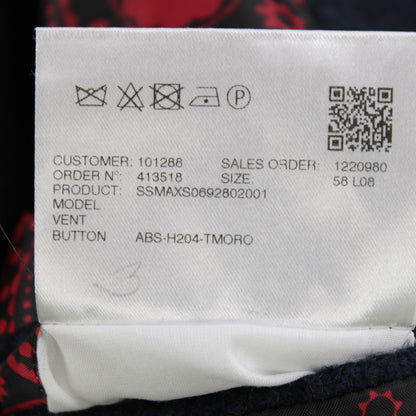 CUSTOMER: 101288 SALES ORDER: 1220980
ORDER N°: 413518 SIZE: 58 L08
PRODUCT: SSMAXS0692802001
MODEL
VENT
BUTTON ABS-H204-TMORO